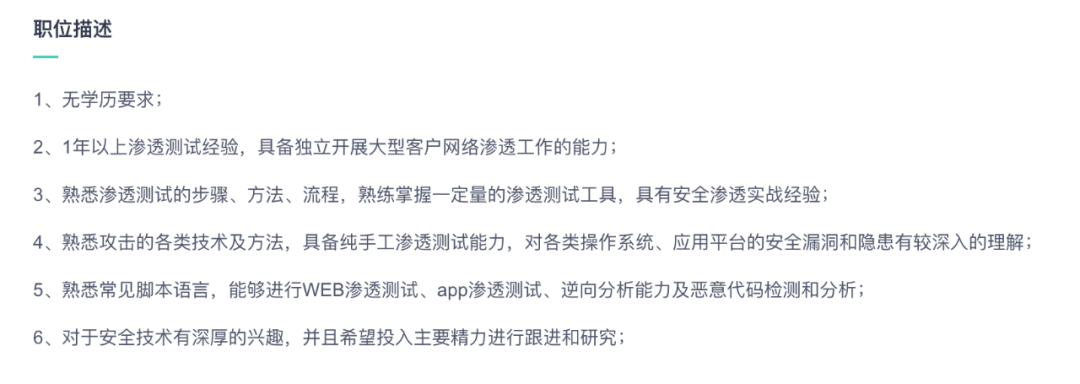 职位描述
1、无学历要求；
2、1年以上渗透测试经验，具备独立开展大型客户网络渗透工作的能力；
3、熟悉渗透测试的步骤、方法、流程，熟练掌握一定量的渗透测试工具，具有安全渗透实战经验；
4、熟悉攻击的各类技术及方法，具备纯手工渗透测试能力，对各类操作系统、应用平台的安全漏洞和隐患有较深入的理解；
5、熟悉常见脚本语言，能够进行WEB渗透测试、app渗透测试、逆向分析能力及恶意代码检测和分析；
6、对于安全技术有深厚的兴趣，并且希望投入主要精力进行跟进和研究；